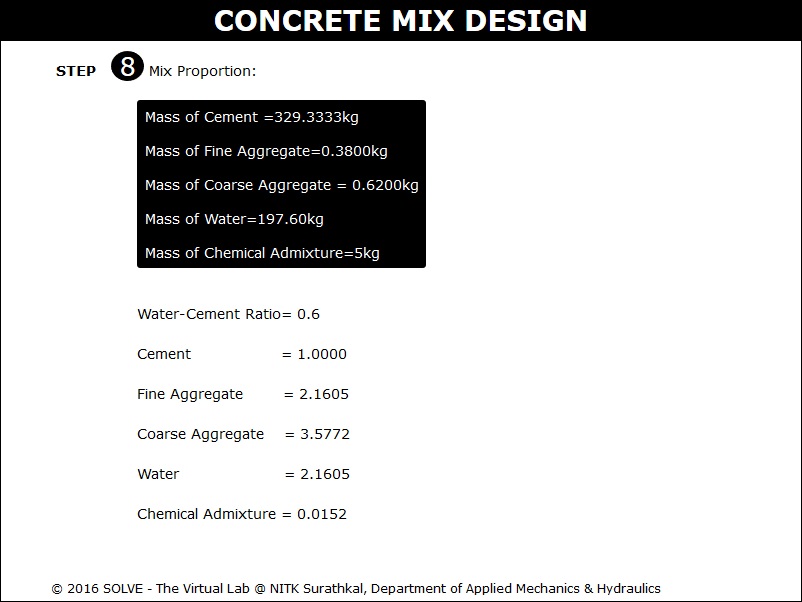 CONCRETE MIX DESIGN
STEP 8 Mix Proportion:
Mass of Cement =329.3333kg
Mass of Fine Aggregate=0.3800kg
Mass of Coarse Aggregate = 0.6200kg
Mass of Water=197.60kg
Mass of Chemical Admixture=5kg
Water-Cement Ratio= 0.6
Cement = 1.0000
Fine Aggregate = 2.1605
Coarse Aggregate = 3.5772
Water = 2.1605
Chemical Admixture = 0.0152
© 2016 SOLVE - The Virtual Lab @ NITK Surathkal, Department of Applied Mechanics & Hydraulics